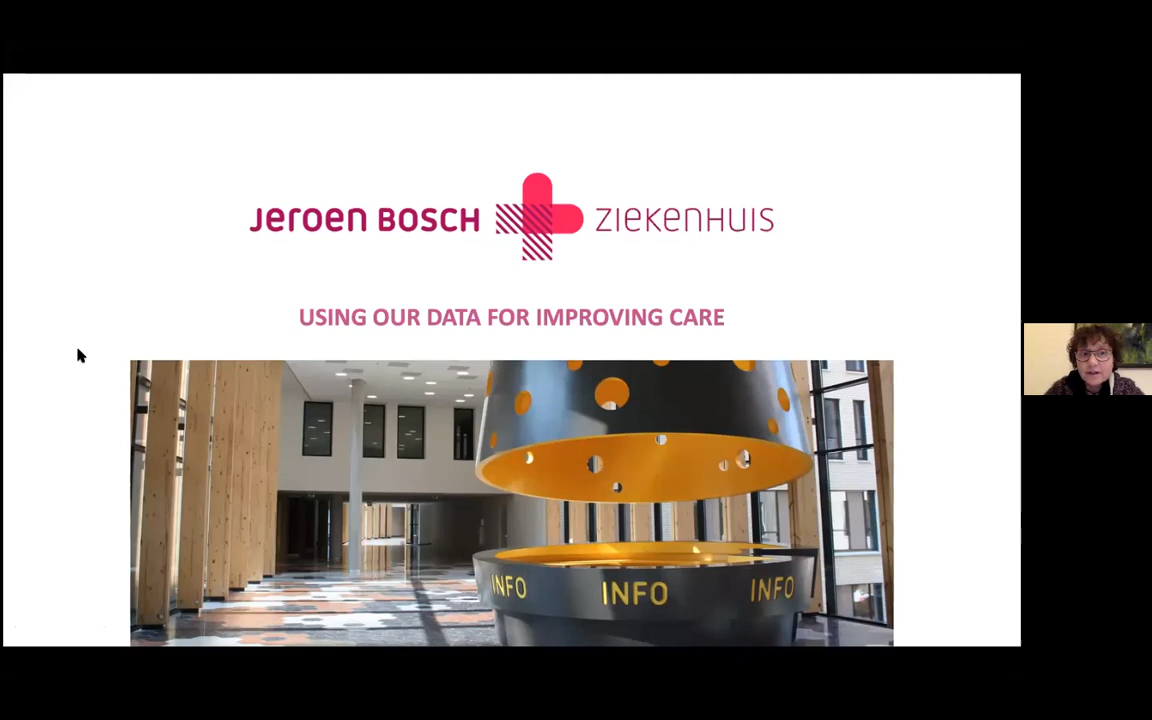 Jeroen BOSCH ZIEKENHUIS
USING OUR DATA FOR IMPROVING CARE
INFO INFO INFO